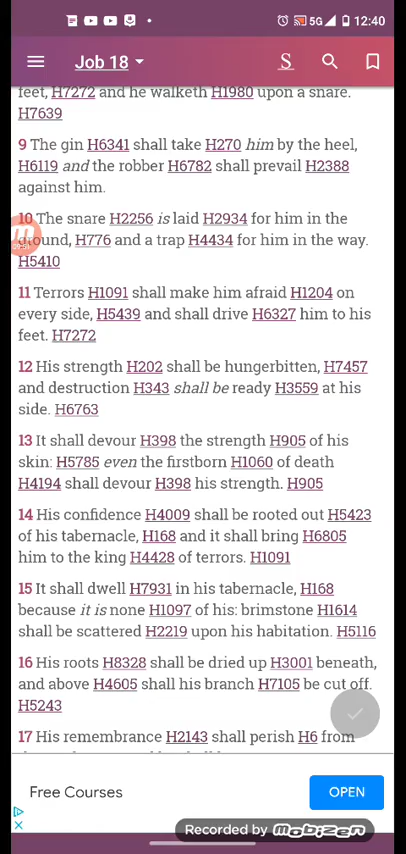 5G 12:40
Job 18 S
feet, H7272 and he walketh H1980 upon a snare.
H7639
9 The gin H6341 shall take H270 him by the heel,
H6119 and the robber H6782 shall prevail H2388
against him.
10 The snare H2256 is laid H2934 for him in the
ground, H776 and a trap H4434 for him in the way.
H5410
11 Terrors H1091 shall make him afraid H1204 on
every side, H5439 and shall drive H6327 him to his
feet. H7272
12 His strength H202 shall be hungerbitten, H7457
and destruction H343 shall be ready H3559 at his
side. H6763
13 It shall devour H398 the strength H905 of his
skin: H5785 even the firstborn H1060 of death
H4194 shall devour H398 his strength. H905
14 His confidence H4009 shall be rooted out H5423
of his tabernacle, H168 and it shall bring H6805
him to the king H4428 of terrors. H1091
15 It shall dwell H7931 in his tabernacle, H168
because it is none H1097 of his: brimstone H1614
shall be scattered H2219 upon his habitation. H5116
16 His roots H8328 shall be dried up H3001 beneath,
and above H4605 shall his branch H7105 be cut off.
H5243
17 His remembrance H2143 shall perish H6 from
Free Courses OPEN
Recorded by Mobizen